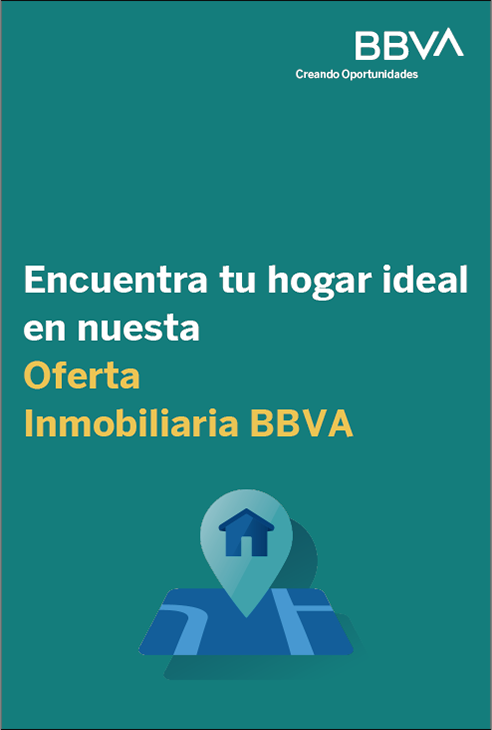 BBVA
Creando Oportunidades
Encuentra tu hogar ideal
en nuesta
Oferta
Inmobiliaria BBVA